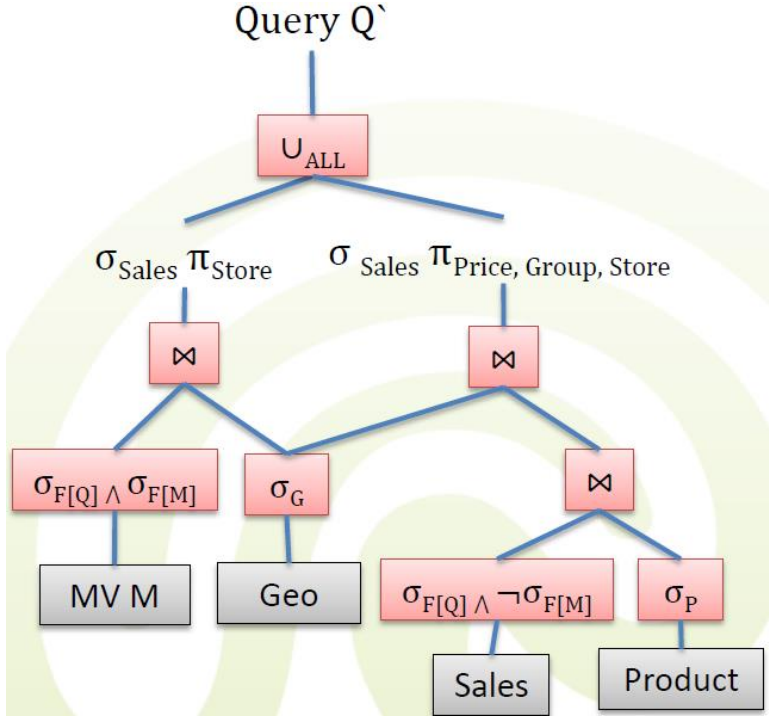 Query Q`
∪ALL
σSales πStore
σ Sales πPrice, Group, Store
⋈
⋈
σF[Q] ∧ σF[M]
σG
⋈
MV M
Geo
σF[Q] ∧ ¬σF[M]
σP
Sales
Product